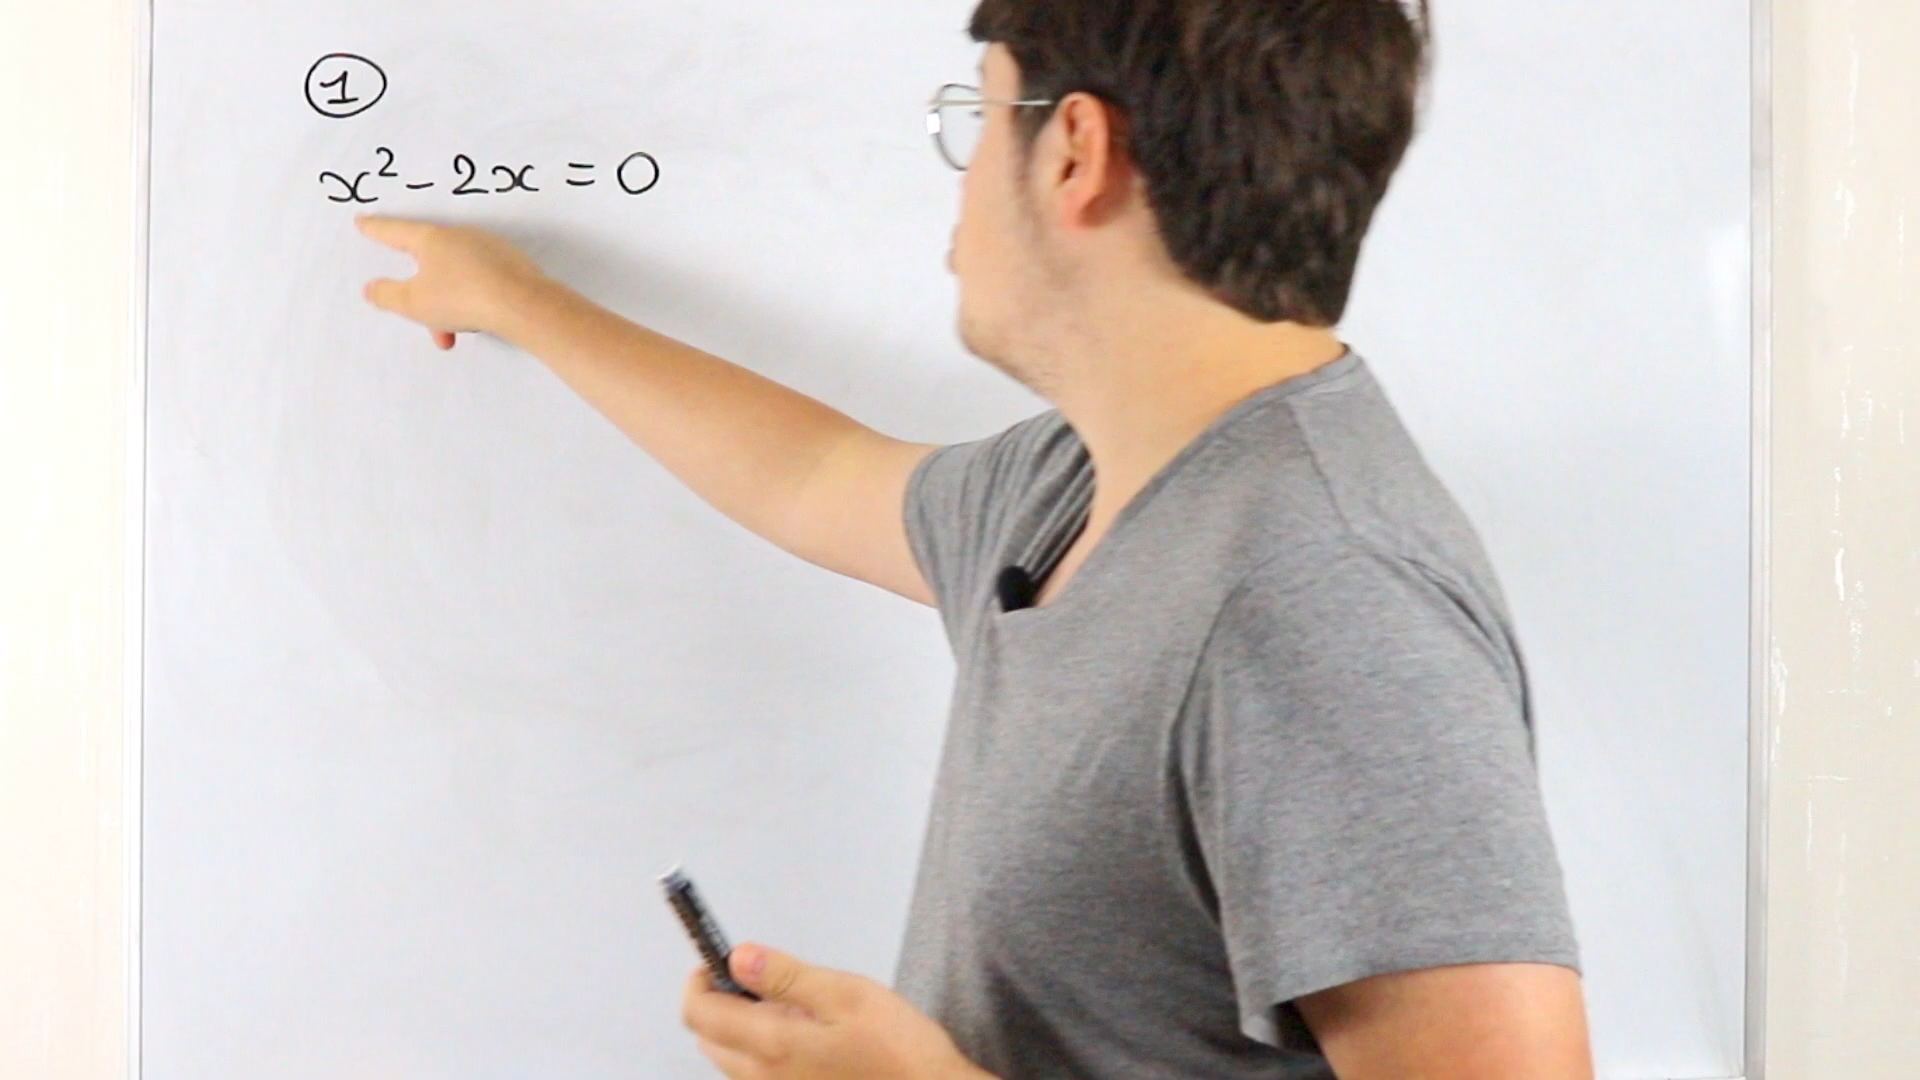 ①
x² - 2x = 0